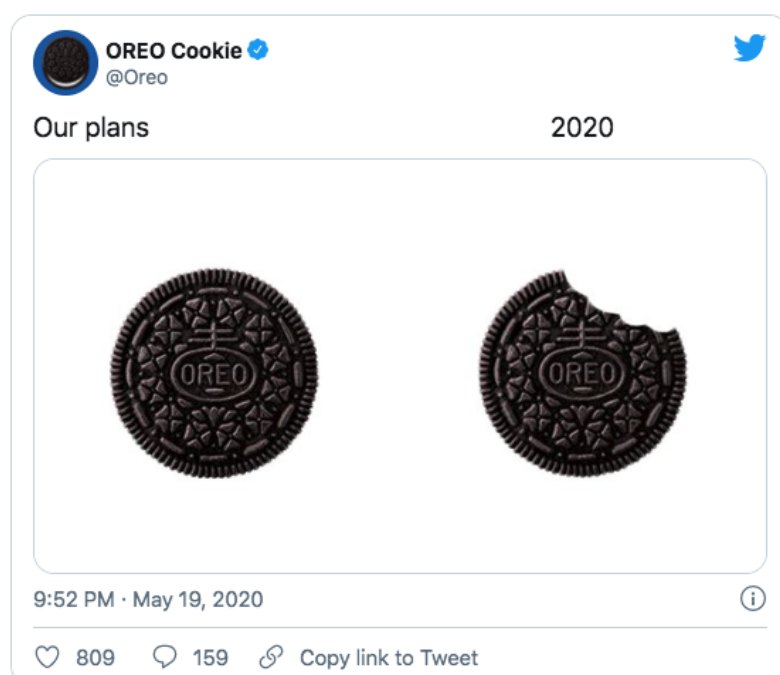 OREO Cookie
@Oreo
Our plans 2020
OREO OREO
9:52 PM · May 19, 2020
809 159 Copy link to Tweet